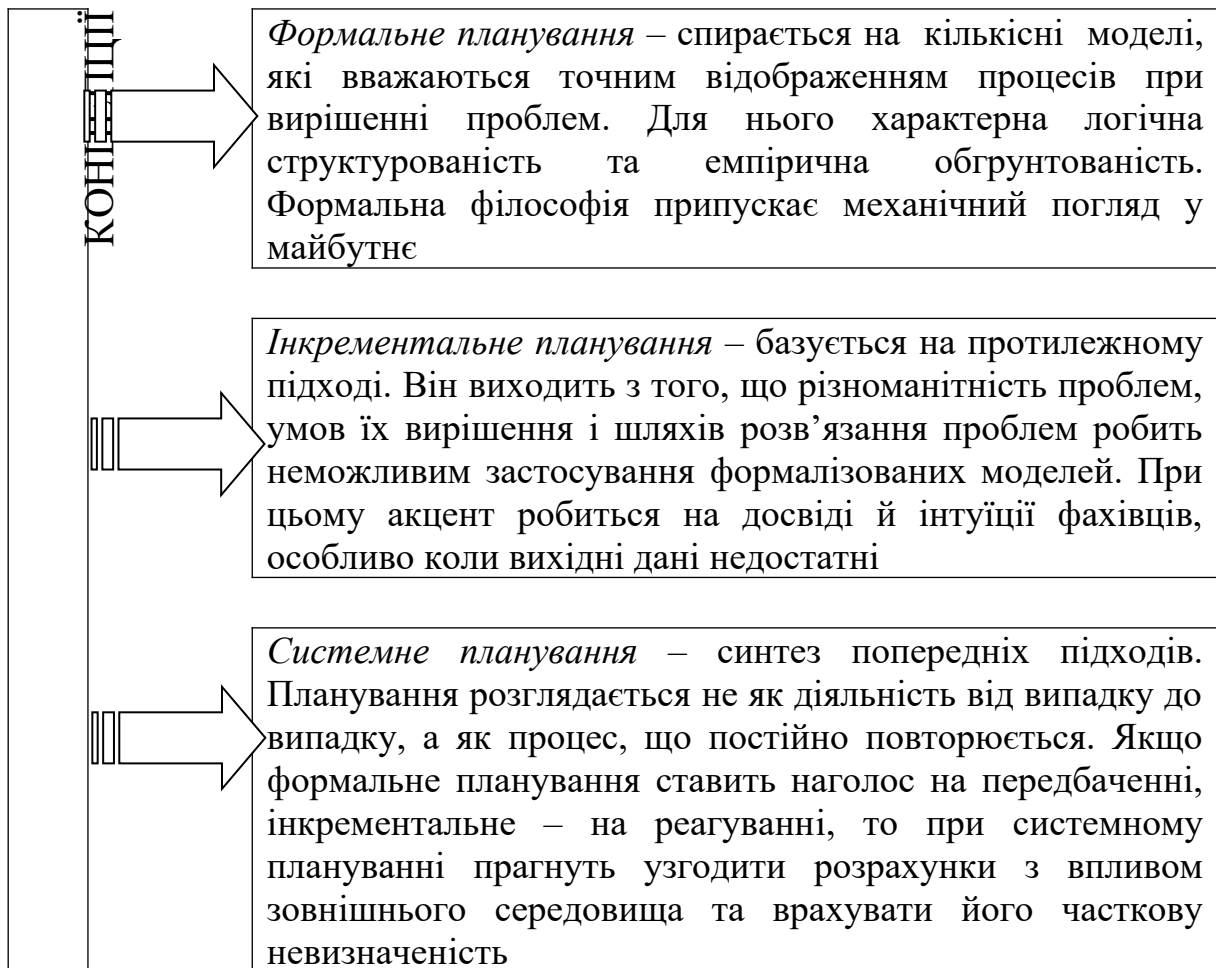 Формальне планування – спирається на кількісні моделі,
які вважаються точним відображенням процесів при
вирішенні проблем. Для нього характерна логічна
структурованість та емпірична обгрунтованість.
Формальна філософія припускає механічний погляд у
майбутнє
Інкрементальне планування – базується на протилежному
підході. Він виходить з того, що різноманітність проблем,
умов їх вирішення і шляхів розв’язання проблем робить
неможливим застосування формалізованих моделей. При
цьому акцент робиться на досвіді й інтуїції фахівців,
особливо коли вихідні дані недостатні
Системне планування – синтез попередніх підходів.
Планування розглядається не як діяльність від випадку до
випадку, а як процес, що постійно повторюється. Якщо
формальне планування ставить наголос на передбаченні,
інкрементальне – на реагуванні, то при системному
плануванні прагнуть узгодити розрахунки з впливом
зовнішнього середовища та врахувати його часткову
невизначеність